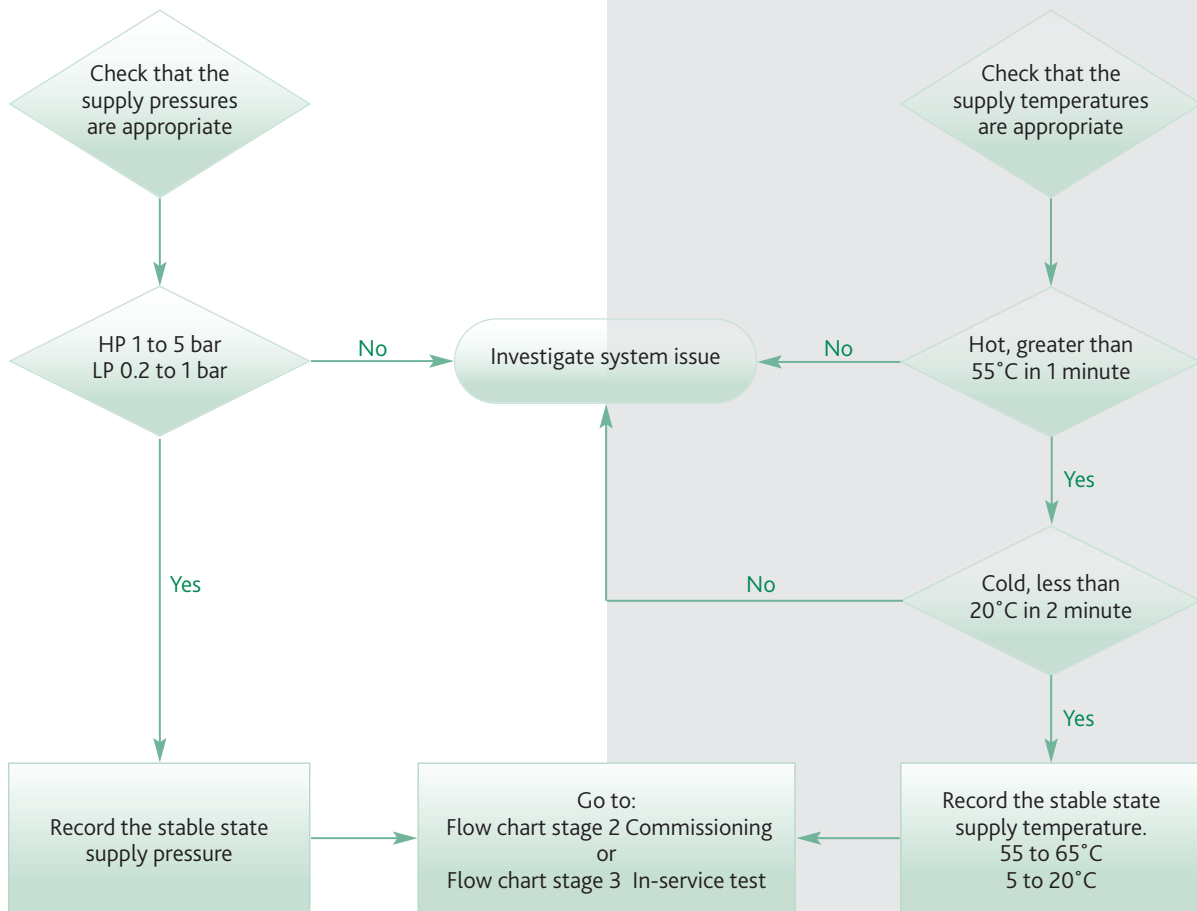 Check that the
supply pressures
are appropriate
Check that the
supply temperatures
are appropriate
HP 1 to 5 bar
LP 0.2 to 1 bar
No
Investigate system issue
No
Hot, greater than
55°C in 1 minute
Yes
Cold, less than
20°C in 2 minute
No
Yes
Yes
Record the stable state
supply pressure
Go to:
Flow chart stage 2 Commissioning
or
Flow chart stage 3 In-service test
Record the stable state
supply temperature.
55 to 65°C
5 to 20°C